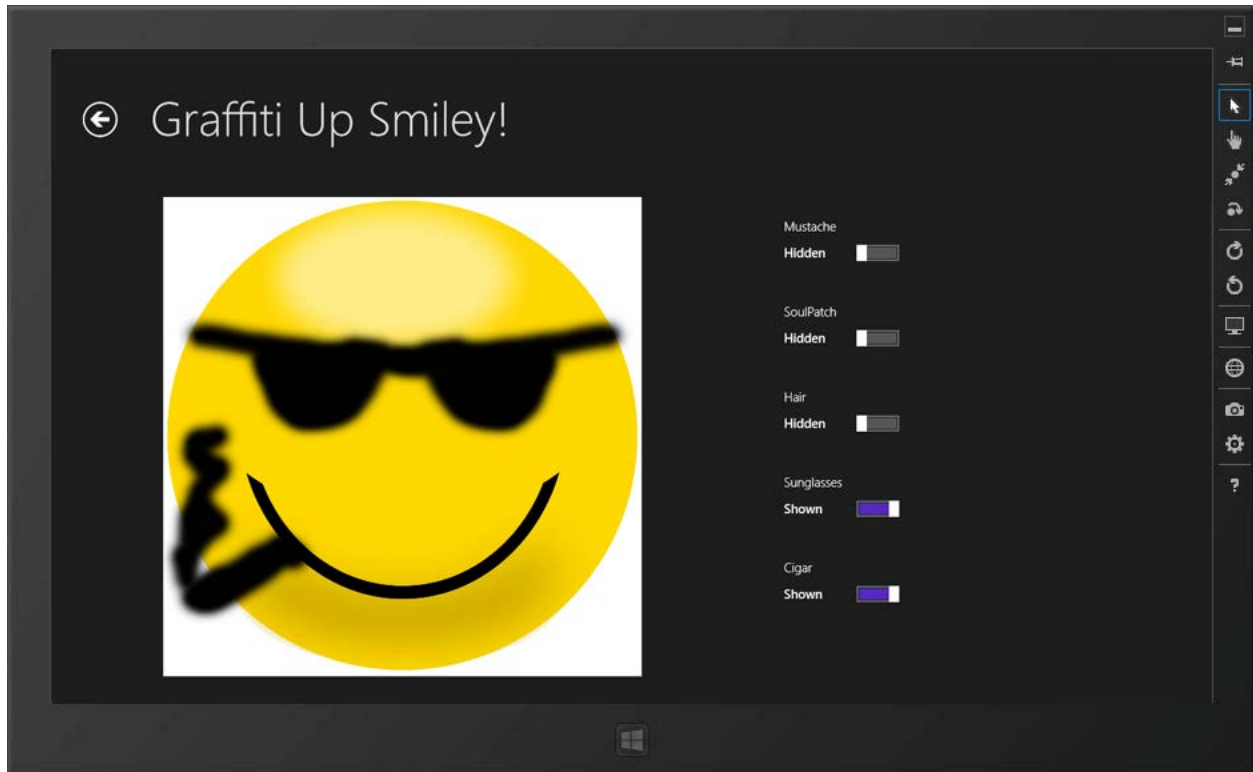 Graffiti Up Smiley!
Mustache
Hidden
SoulPatch
Hidden
Hair
Hidden
Sunglasses
Shown
Cigar
Shown
?